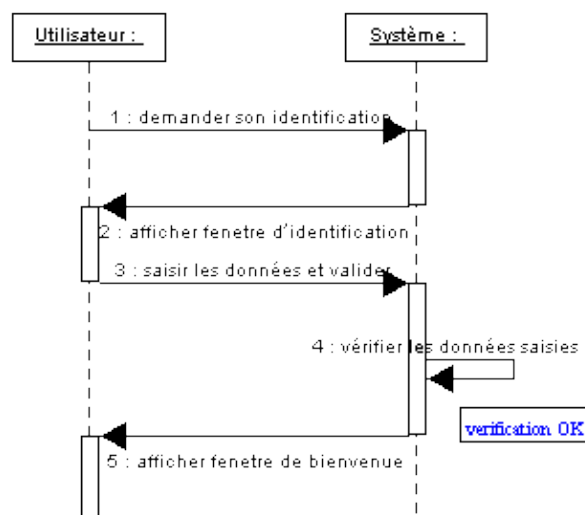 Utilisateur :
Système :
1 : demander son identification
2 : afficher fenetre d'identification
3 : saisir les données et valider
4 : vérifier les données saisies
verification OK
5 : afficher fenetre de bienvenue